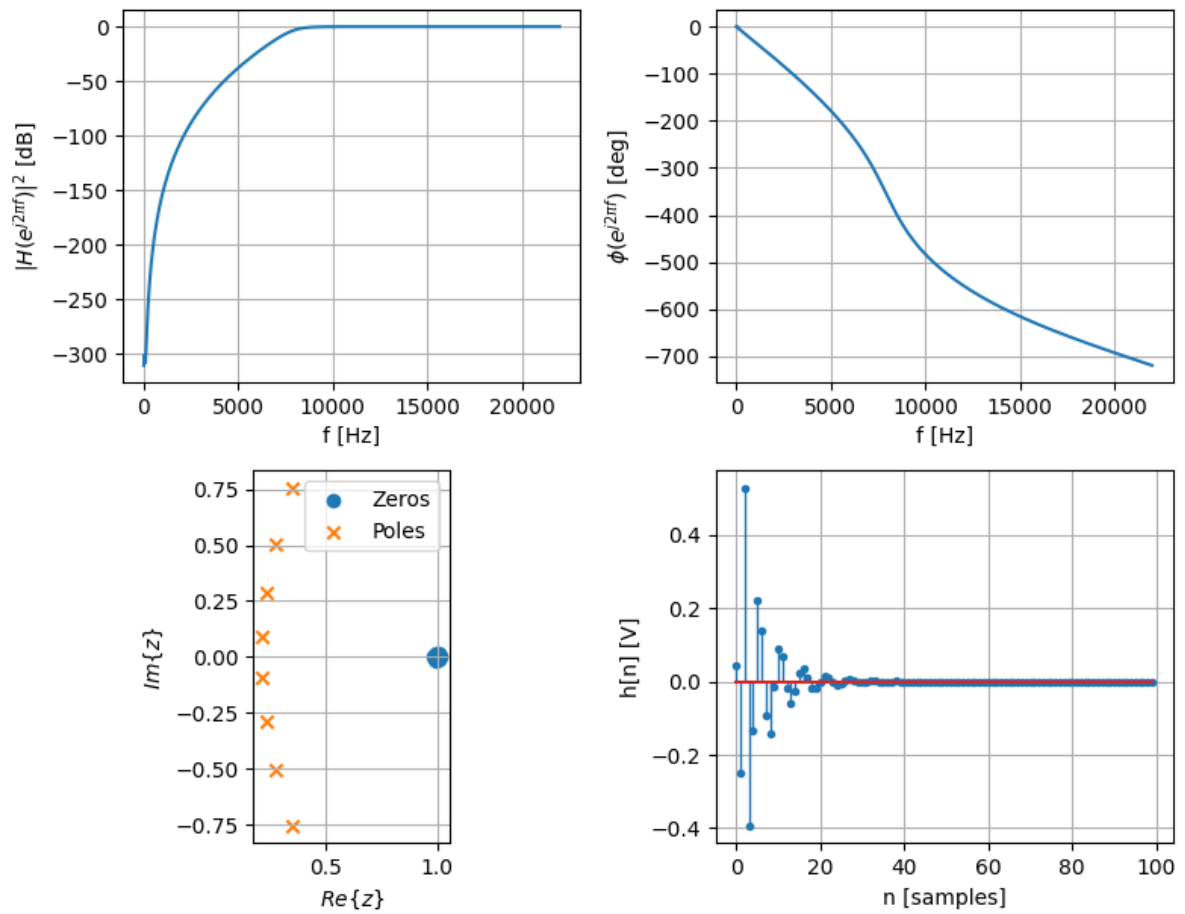 |H(e^{j2πf})|² [dB]
0
−50
−100
−150
−200
−250
−300
0 5000 10000 15000 20000
f [Hz]
ϕ(e^{j2πf}) [deg]
0
−100
−200
−300
−400
−500
−600
−700
0 5000 10000 15000 20000
f [Hz]
Im{z}
0.75
0.50
0.25
0.00
−0.25
−0.50
−0.75
Zeros
Poles
0.5 1.0
Re{z}
h[n] [V]
0.4
0.2
0.0
−0.2
−0.4
0 20 40 60 80 100
n [samples]